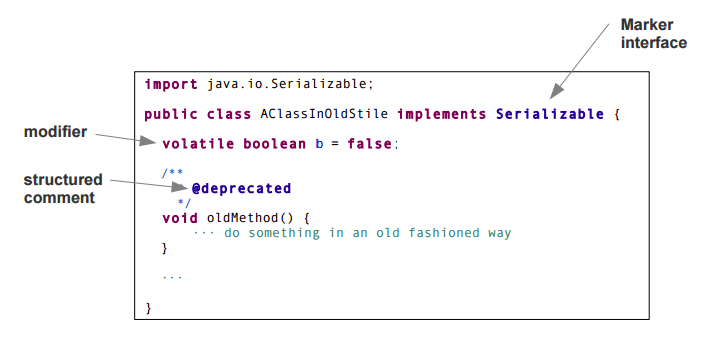 Marker
interface
import java.io.Serializable;
public class AClassInOldStile implements Serializable {
modifier
volatile boolean b = false;
/**
structured
comment
@deprecated
*/
void oldMethod() {
··· do something in an old fashioned way
}
...
}